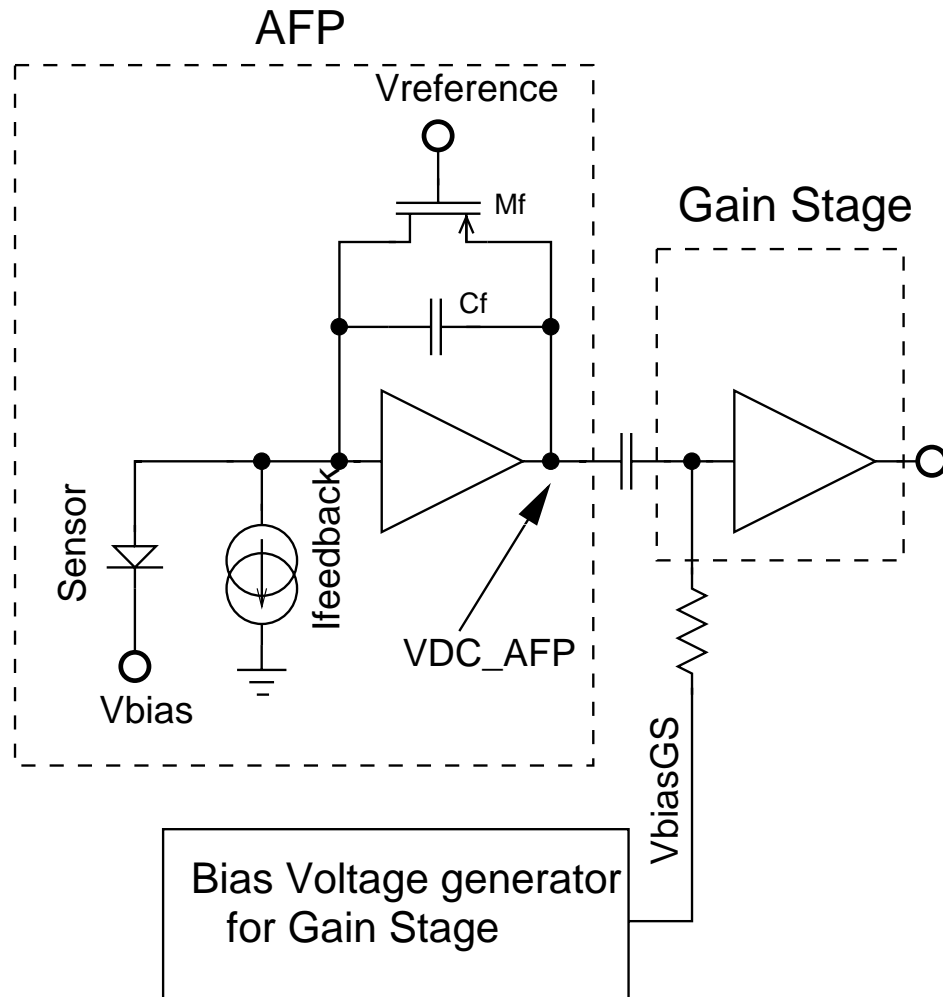 AFP
Vreference
Mf
Gain Stage
Cf
Sensor
Ifeedback
Vbias
VDC_AFP
VbiasGS
Bias Voltage generator
for Gain Stage